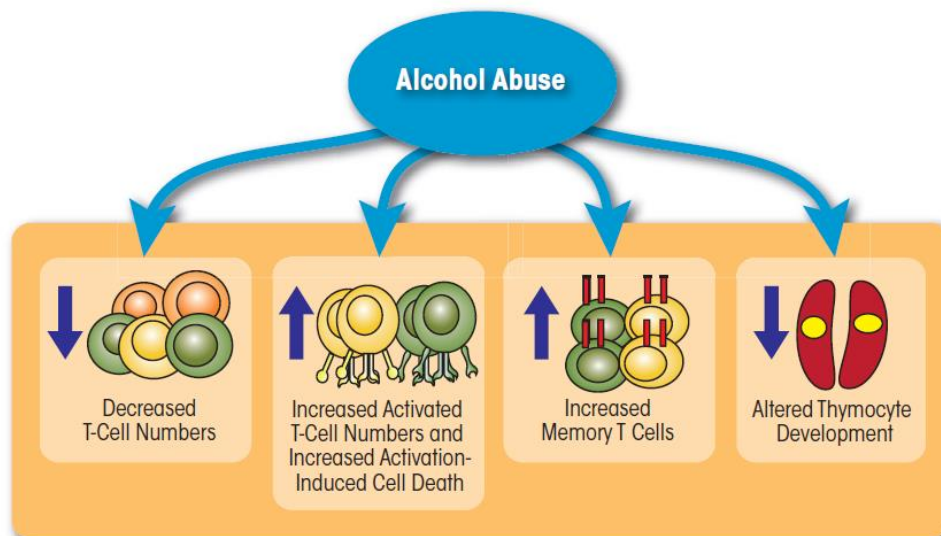 Alcohol Abuse
Decreased
T-Cell Numbers
Increased Activated
T-Cell Numbers and
Increased Activation-
Induced Cell Death
Increased
Memory T Cells
Altered Thymocyte
Development